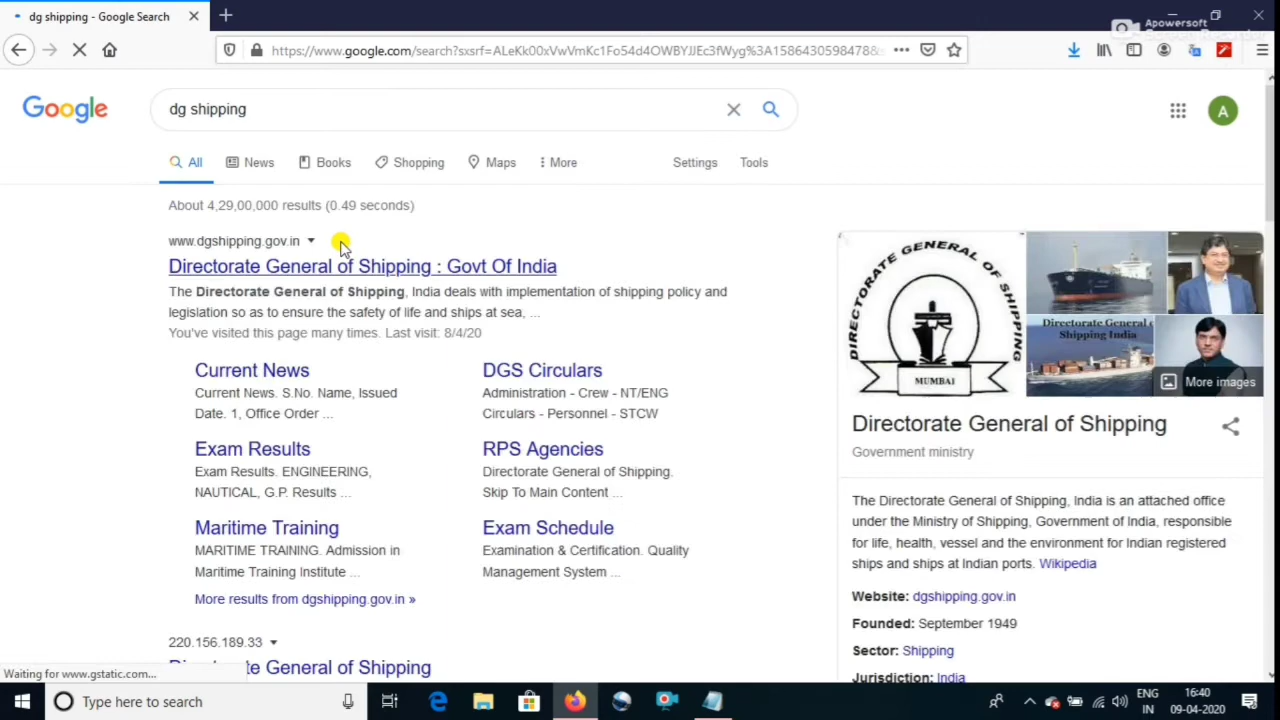 dg shipping - Google Search
Apowersoft
https://www.google.com/search?sxsrf=ALeKk00xVwVmKc1Fo54d4OWBYJJEc3fWyg%3A1586430598478&
Google
dg shipping
A
All
News
Books
Shopping
Maps
More
Settings
Tools
About 4,29,00,000 results (0.49 seconds)
www.dgshipping.gov.in
Directorate General of Shipping : Govt Of India
The Directorate General of Shipping, India deals with implementation of shipping policy and
legislation so as to ensure the safety of life and ships at sea, ...
You've visited this page many times. Last visit: 8/4/20
Current News
Current News. S.No. Name, Issued
Date. 1, Office Order ...
DGS Circulars
Administration - Crew - NT/ENG
Circulars - Personnel - STCW
Exam Results
Exam Results. ENGINEERING,
NAUTICAL, G.P. Results ...
RPS Agencies
Directorate General of Shipping.
Skip To Main Content ...
Maritime Training
MARITIME TRAINING. Admission in
Maritime Training Institute ...
Exam Schedule
Examination & Certification. Quality
Management System ...
More results from dgshipping.gov.in »
220.156.189.33
General of Shipping
DIRECTORATE GENERAL OF SHIPPING
MUMBAI
Directorate General
Shipping India
More images
Directorate General of Shipping
Government ministry
The Directorate General of Shipping, India is an attached office
under the Ministry of Shipping, Government of India, responsible
for life, health, vessel and the environment for Indian registered
ships and ships at Indian ports. Wikipedia
Website: dgshipping.gov.in
Founded: September 1949
Sector: Shipping
Jurisdiction: India
Waiting for www.gstatic.com...
Type here to search
ENG
IN
16:40
09-04-2020